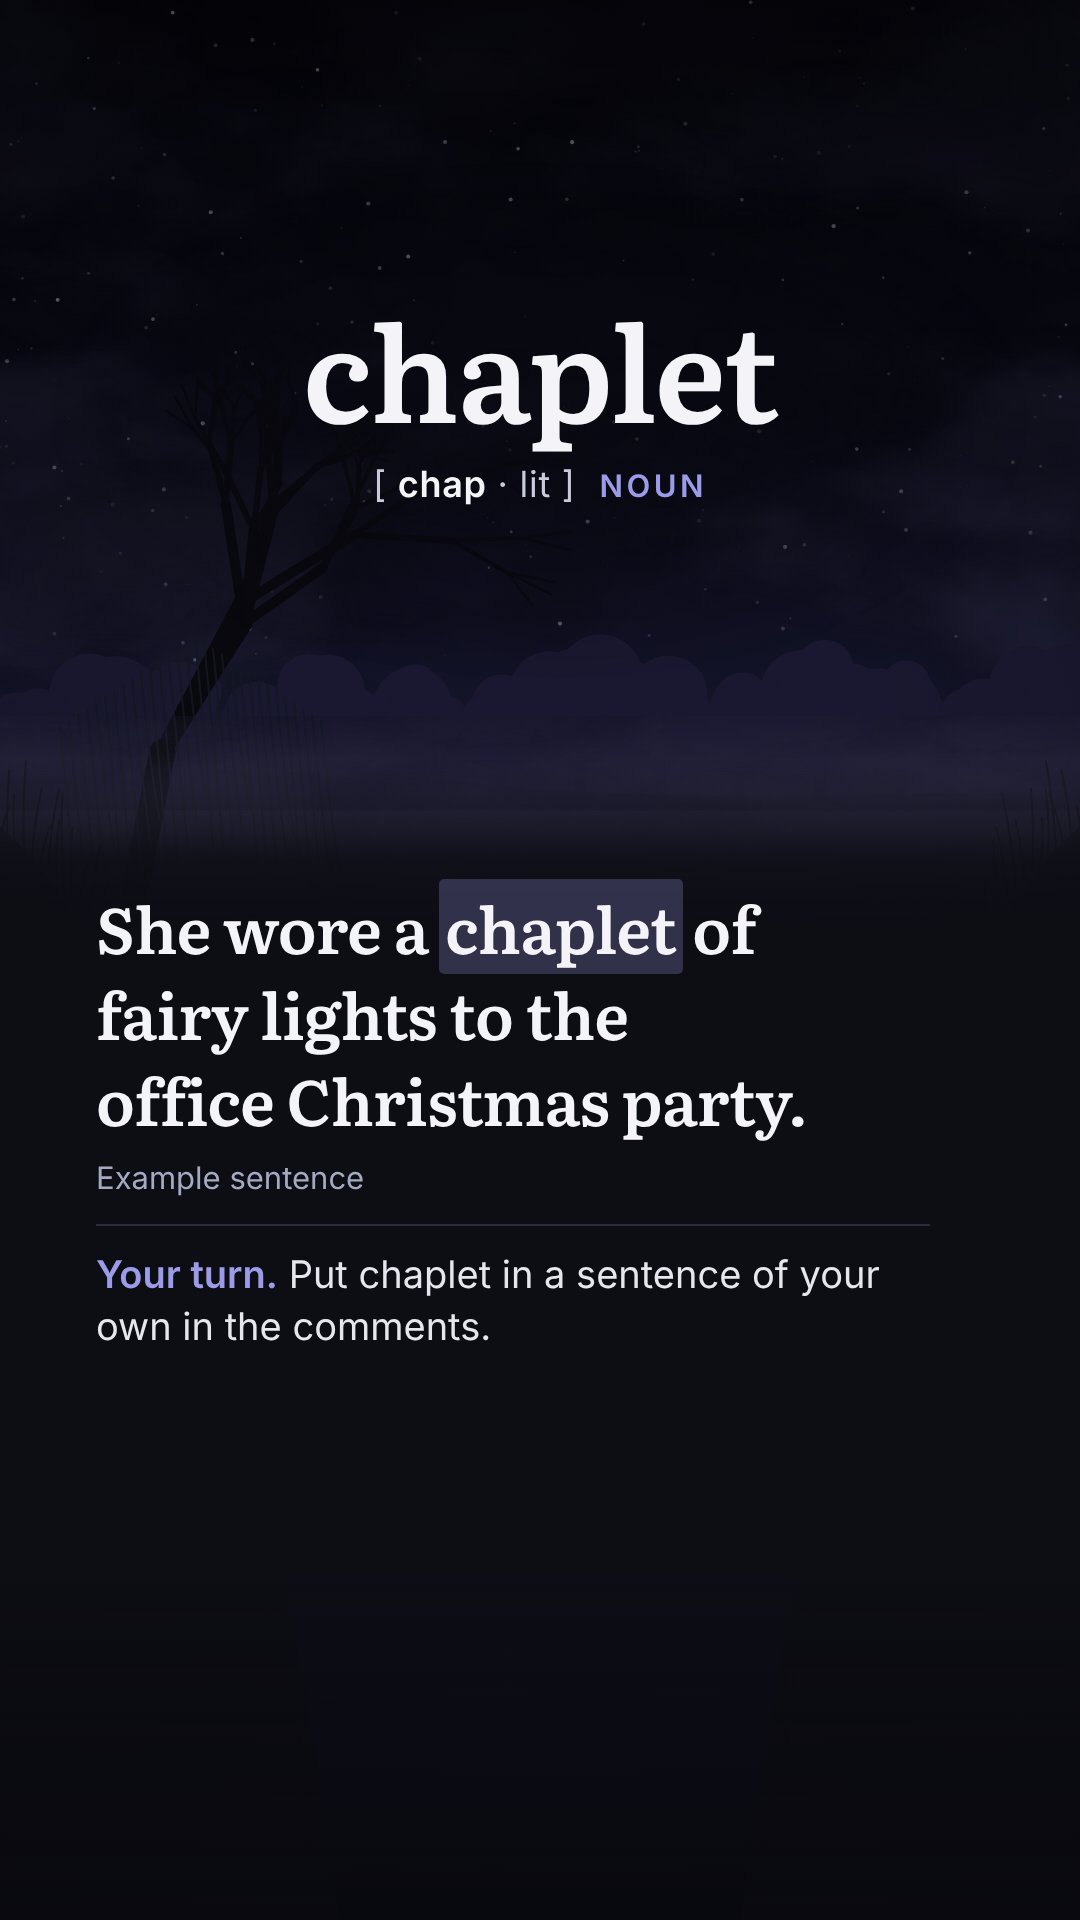 chaplet
[ chap · lit ] NOUN
She wore a chaplet of
fairy lights to the
office Christmas party.
Example sentence
Your turn. Put chaplet in a sentence of your
own in the comments.